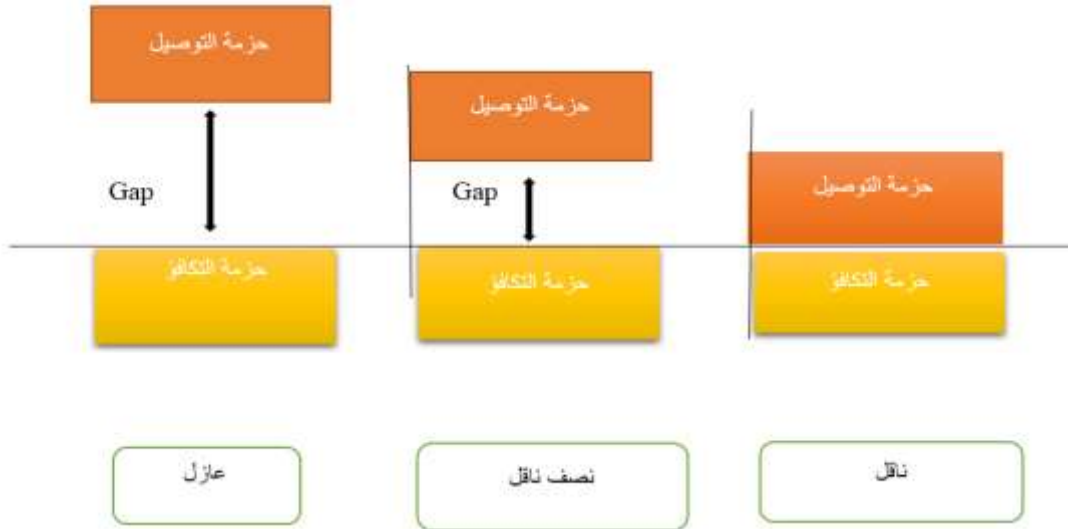 حزمة التوصيل
حزمة التوصيل
حزمة التوصيل
Gap
Gap
حزمة التكافؤ
حزمة التكافؤ
حزمة التكافؤ
عازل
نصف ناقل
ناقل